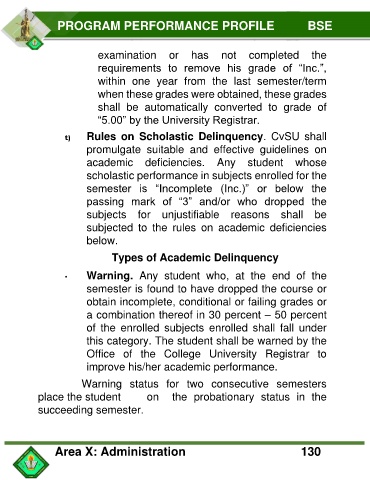 PROGRAM PERFORMANCE PROFILE BSE
examination or has not completed the
requirements to remove his grade of “Inc.”,
within one year from the last semester/term
when these grades were obtained, these grades
shall be automatically converted to grade of
“5.00” by the University Registrar.
t) Rules on Scholastic Delinquency. CvSU shall
promulgate suitable and effective guidelines on
academic deficiencies. Any student whose
scholastic performance in subjects enrolled for the
semester is “Incomplete (Inc.)” or below the
passing mark of “3” and/or who dropped the
subjects for unjustifiable reasons shall be
subjected to the rules on academic deficiencies
below.
Types of Academic Delinquency
· Warning. Any student who, at the end of the
semester is found to have dropped the course or
obtain incomplete, conditional or failing grades or
a combination thereof in 30 percent – 50 percent
of the enrolled subjects enrolled shall fall under
this category. The student shall be warned by the
Office of the College University Registrar to
improve his/her academic performance.
Warning status for two consecutive semesters
place the student on the probationary status in the
succeeding semester.
Area X: Administration 130